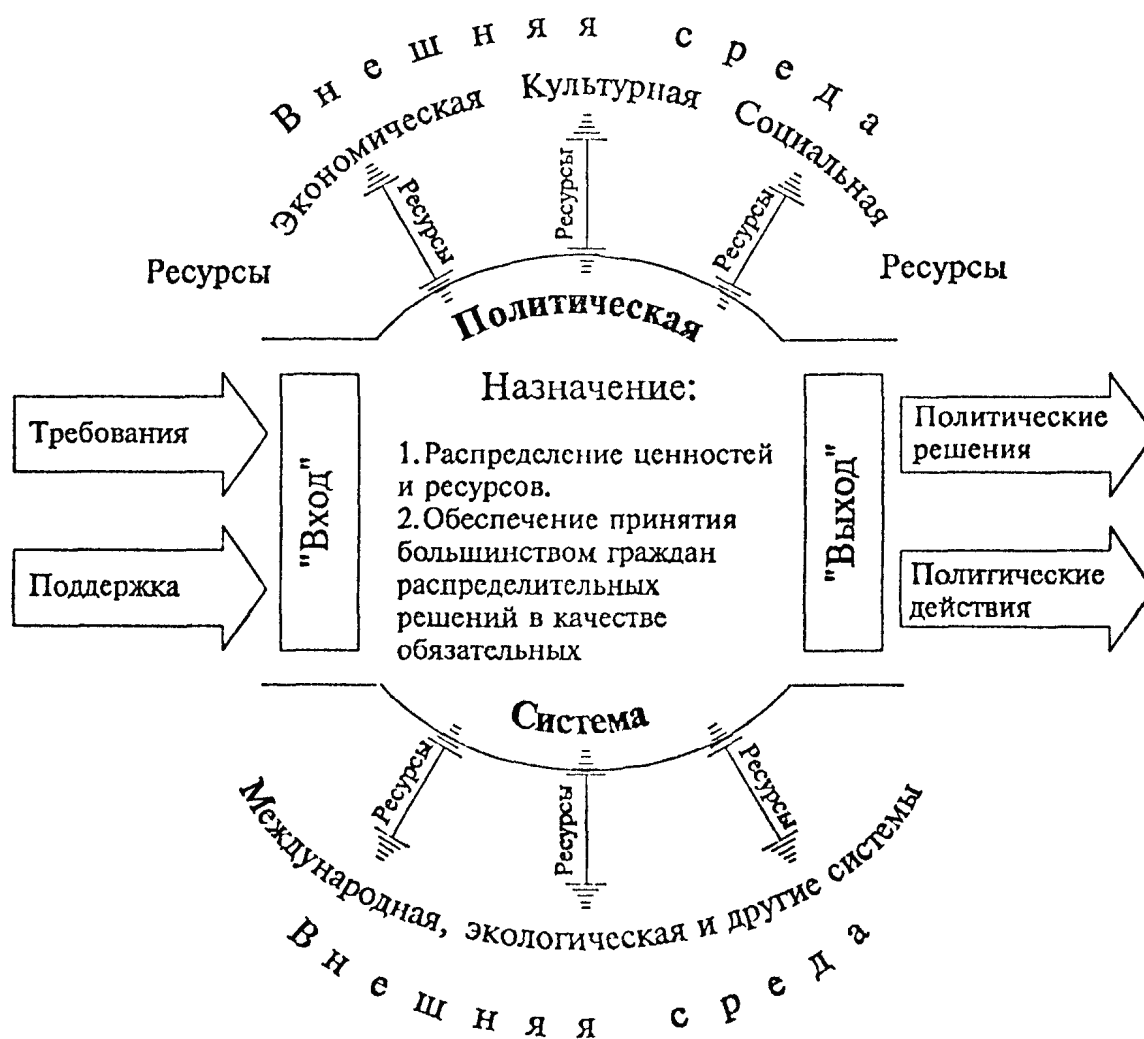 Внешняя среда
Экономическая Культурная Социальная
Ресурсы
Ресурсы
Ресурсы
Ресурсы
Ресурсы
Политическая
Назначение:
Требования
Поддержка
"Вход"
1.Распределение ценностей
и ресурсов.
2.Обеспечение принятия
большинством граждан
распределительных
решений в качестве
обязательных
"Выход"
Политические
решения
Политические
действия
Система
Ресурсы
Ресурсы
Ресурсы
Международная, экологическая и другие системы
Внешняя среда